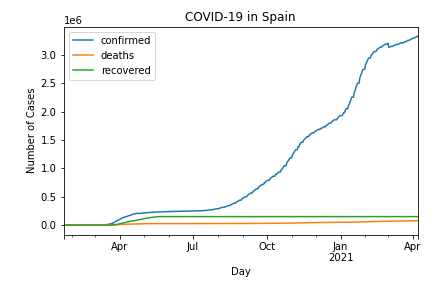 COVID-19 in Spain
1e6
confirmed
deaths
recovered
3.0
2.5
2.0
1.5
1.0
0.5
0.0
Number of Cases
Apr
Jul
Oct
Jan
2021
Apr
Day